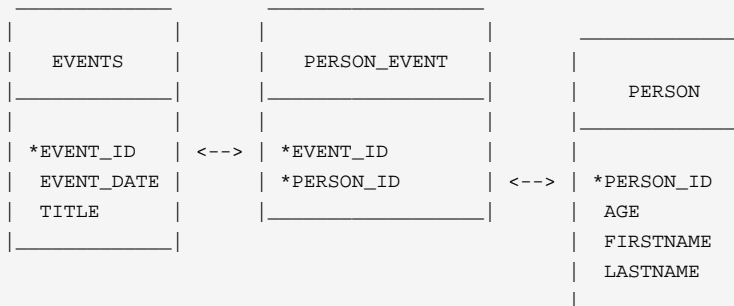 EVENTS
PERSON_EVENT
PERSON
*EVENT_ID <--> *EVENT_ID
EVENT_DATE *PERSON_ID <--> *PERSON_ID
TITLE AGE
FIRSTNAME
LASTNAME